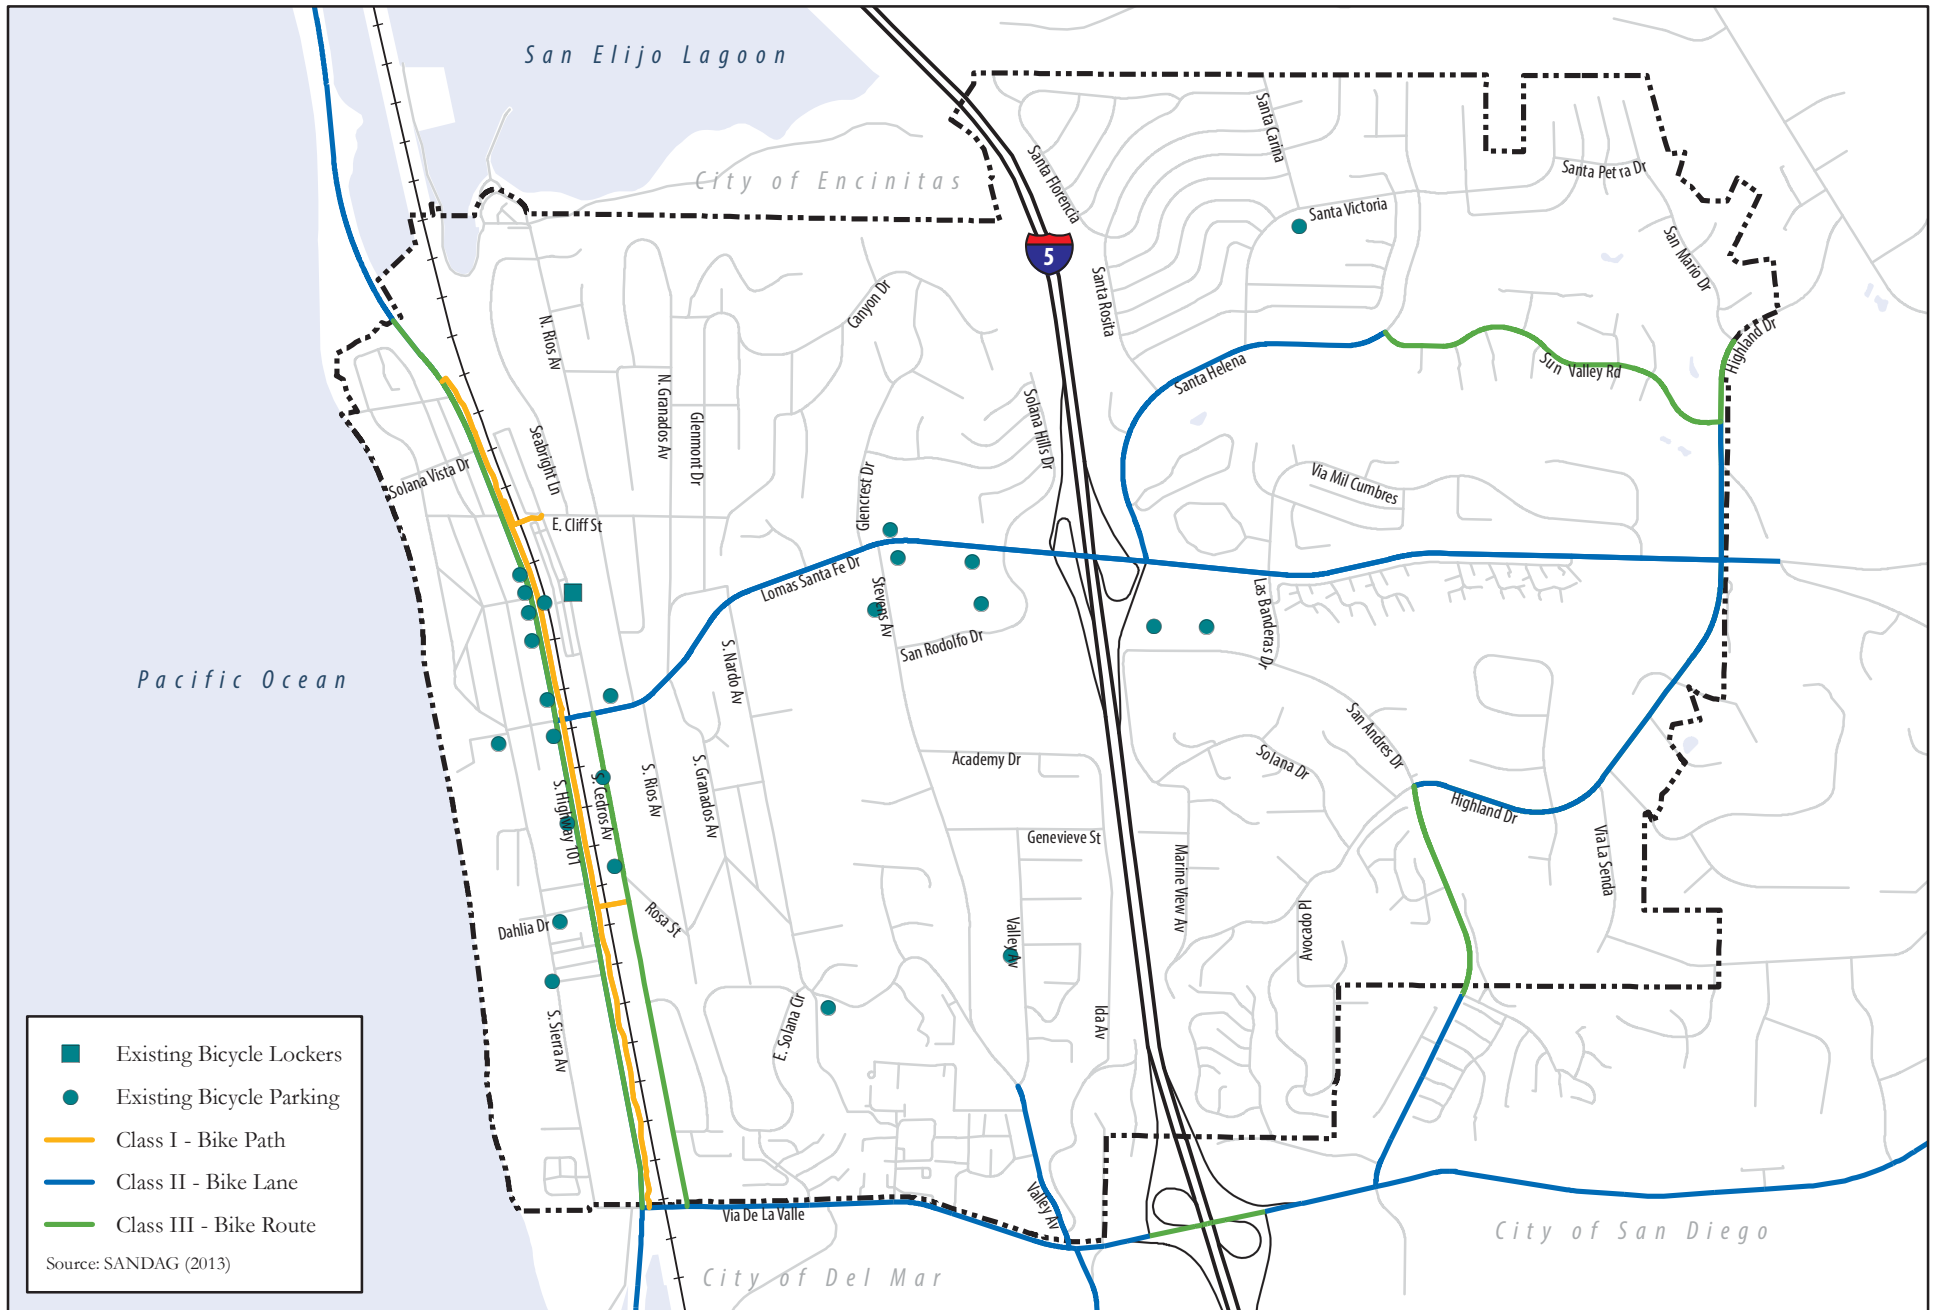 San Elijo Lagoon
City of Encinitas
Santa Carina
Santa Florencia
Santa Petra Dr
Santa Victoria
San Mario Dr
5
Santa Rosita
Canyon Dr
N. Rios Av
Highland Dr
Sun Valley Rd
Santa Helena
N. Granados Av
Glenmont Dr
Solana Hills Dr
Seabright Ln
Solana Vista Dr
Glencrest Dr
Via Mil Cumbres
E. Cliff St
Lomas Santa Fe Dr
Stevens Av
Las Banderas Dr
San Rodolfo Dr
S. Nardo Av
Pacific Ocean
San Andres Dr
Solana Dr
Academy Dr
S. Highway 101
S. Cedros Av
S. Rios Av
S. Granados Av
Highland Dr
Genevieve St
Marine View Av
Via La Senda
Dahlia Dr
Rosa St
Valley Av
Avocado Pl
E. Solana Cir
Ida Av
S. Sierra Av
Existing Bicycle Lockers
Existing Bicycle Parking
Class I - Bike Path
Class II - Bike Lane
Class III - Bike Route
Source: SANDAG (2013)
Via De La Valle
Valley Av
City of San Diego
City of Del Mar